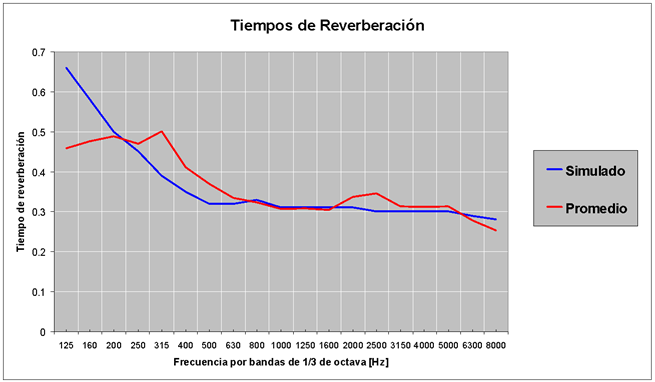 Tiempos de Reverberación
Tiempo de reverberación
0.7
0.6
0.5
0.4
0.3
0.2
0.1
0
125 160 200 250 315 400 500 630 800 1000 1250 1600 2000 2500 3150 4000 5000 6300 8000
Frecuencia por bandas de 1/3 de octava [Hz]
Simulado
Promedio